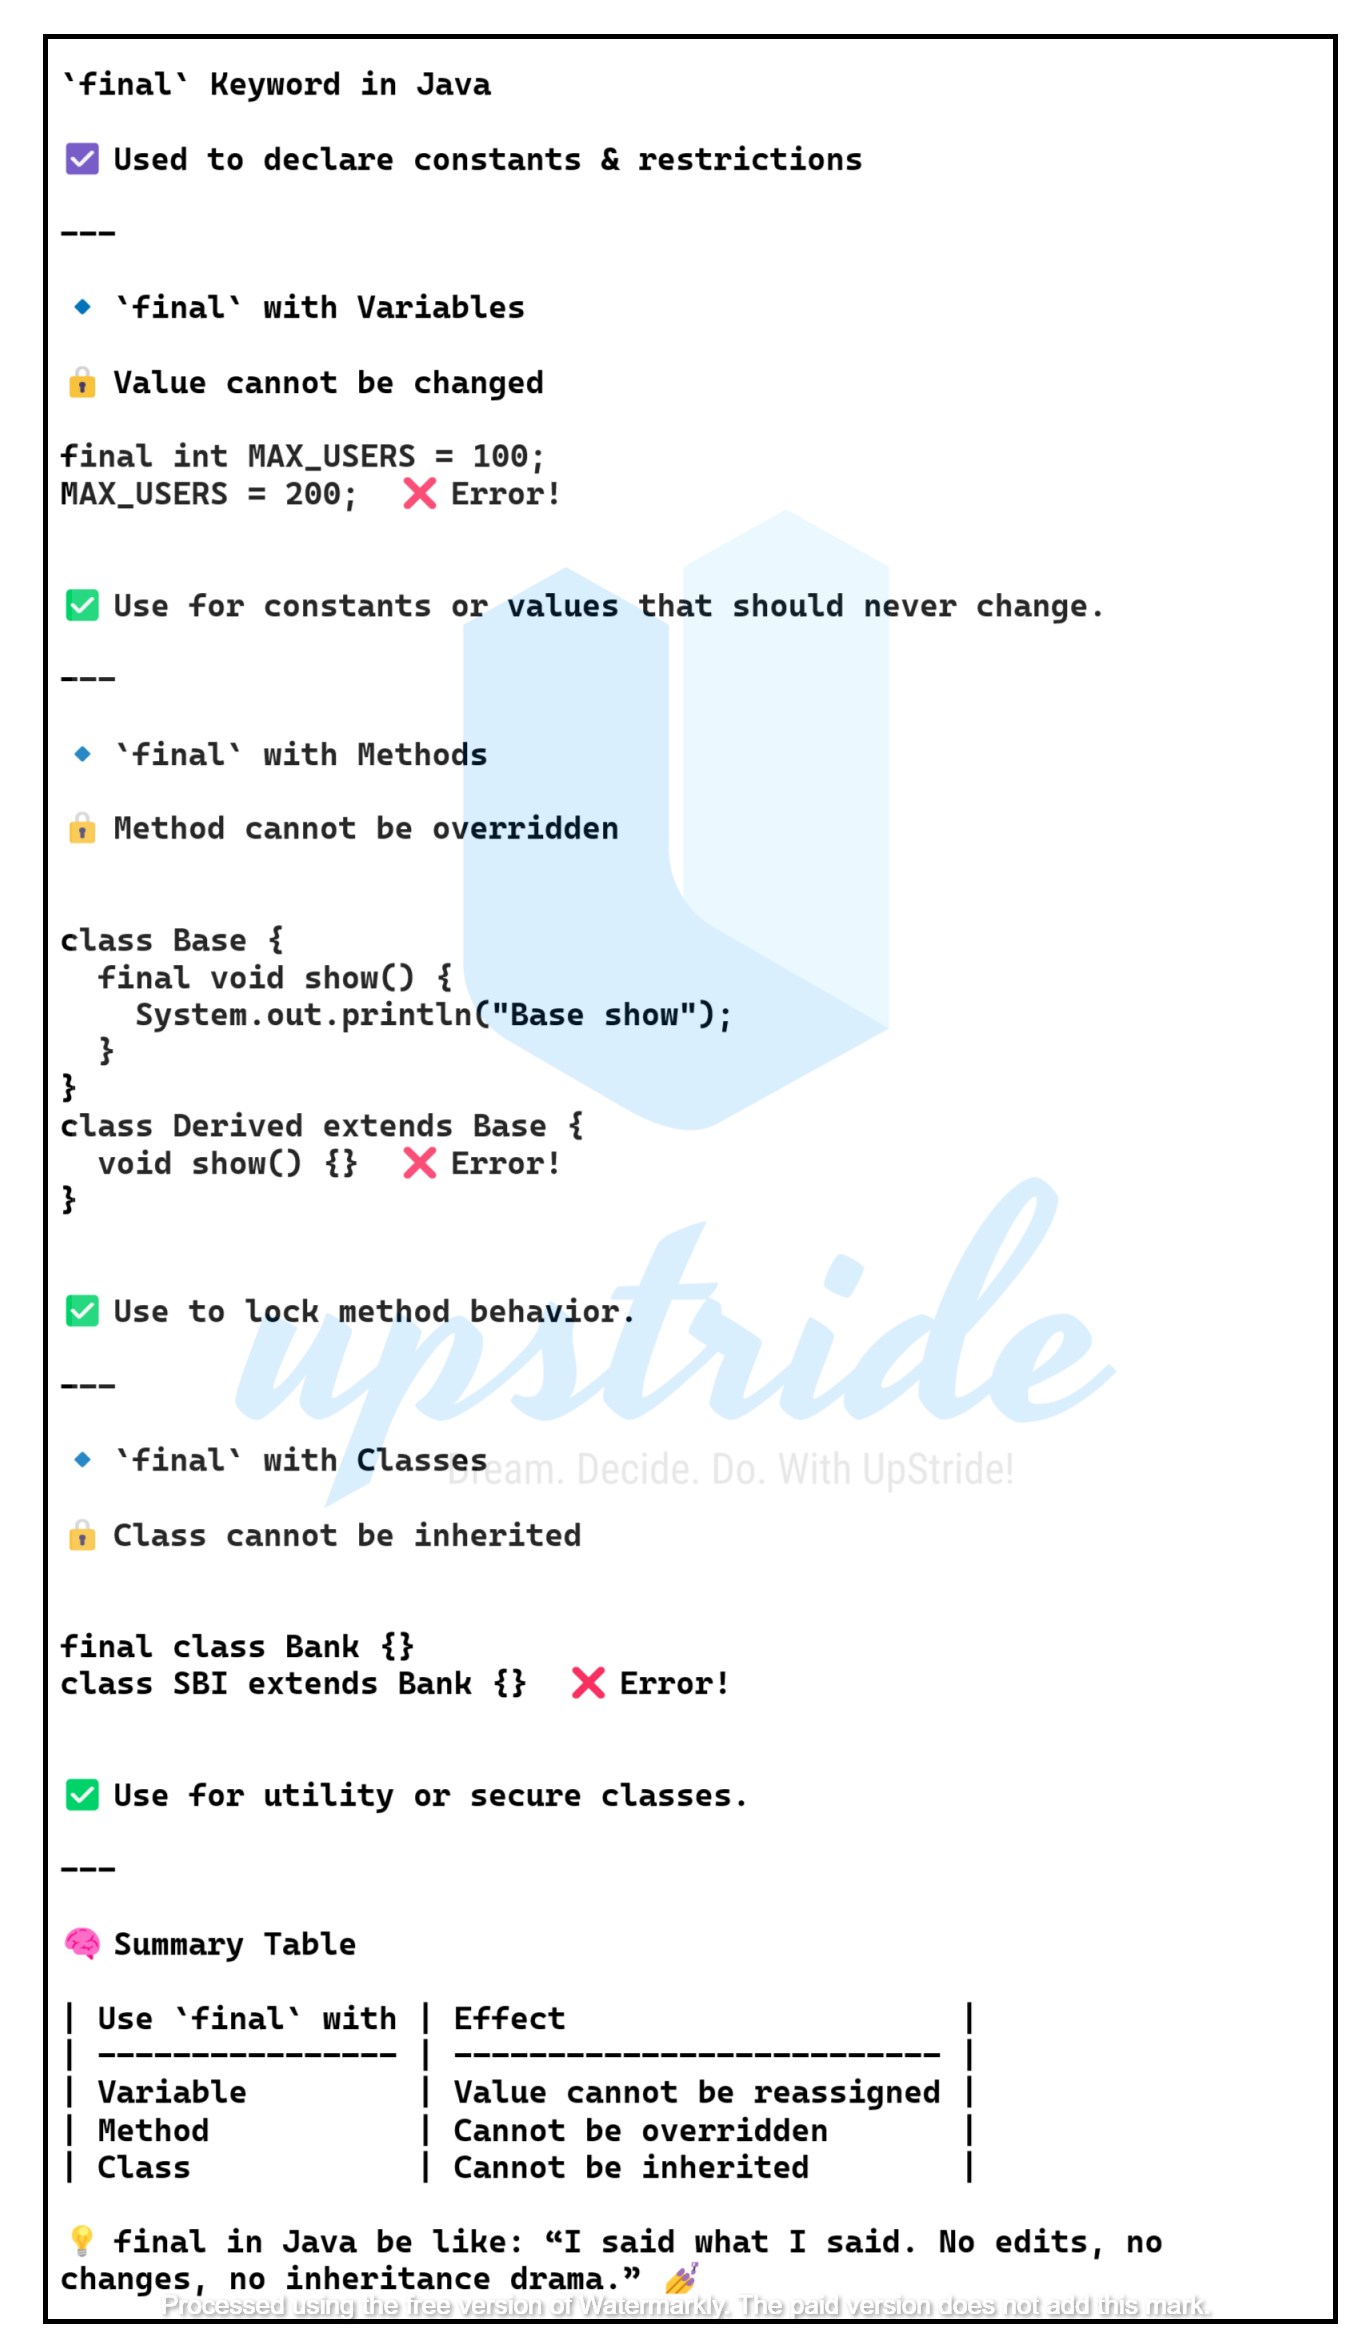 `final` Keyword in Java
✅ Used to declare constants & restrictions
---
🔹 `final` with Variables
🔒 Value cannot be changed
final int MAX_USERS = 100;
MAX_USERS = 200;  ❌ Error!
✅ Use for constants or values that should never change.
---
🔹 `final` with Methods
🔒 Method cannot be overridden
class Base {
  final void show() {
    System.out.println("Base show");
  }
}
class Derived extends Base {
  void show() {}  ❌ Error!
}
✅ Use to lock method behavior.
upstride
---
🔹 `final` with Classes
Dream. Decide. Do. With UpStride!
🔒 Class cannot be inherited
final class Bank {}
class SBI extends Bank {}  ❌ Error!
✅ Use for utility or secure classes.
---
🧠 Summary Table
| Use `final` with | Effect                     |
| ---------------- | -------------------------- |
| Variable         | Value cannot be reassigned |
| Method           | Cannot be overridden       |
| Class            | Cannot be inherited        |
💡 final in Java be like: “I said what I said. No edits, no
changes, no inheritance drama.” 💅
Processed using the free version of Watermarkly. The paid version does not add this mark.